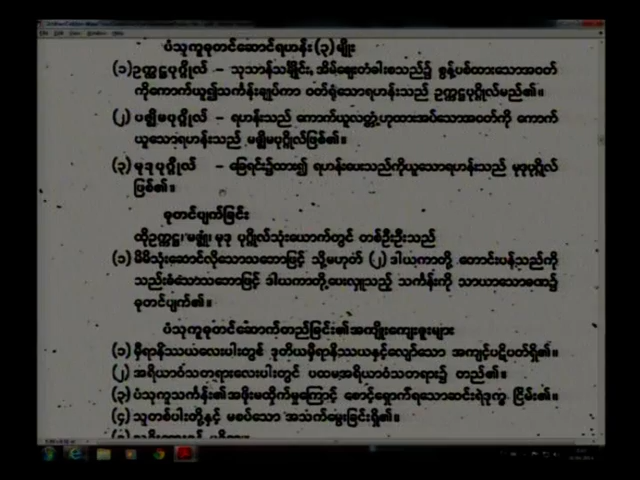 ပံသုကူဓုတင်ဆောင်ရဟန်း (၃) မျိုး
(၁) ဥက္ကဋ္ဌပုဂ္ဂိုလ် – သုသာန်သင်္ချိုင်း, အိမ်ဈေးတံခါးစသည်၌ စွန့်ပစ်ထားသောအဝတ်
ကိုကောက်ယူ၍သင်္ကန်းချုပ်ကာ ဝတ်ရုံသောရဟန်းသည် ဥက္ကဋ္ဌပုဂ္ဂိုလ်မည်၏။
(၂) မဇ္ဈိမပုဂ္ဂိုလ် – ရဟန်းသည် ကောက်ယူလတ္တံ့ဟုထားအပ်သောအဝတ်ကို ကောက်
ယူသောရဟန်းသည် မဇ္ဈိမပုဂ္ဂိုလ်ဖြစ်၏။
(၃) မုဒုပုဂ္ဂိုလ် – ခြေရင်း၌ထား၍ ရဟန်းပေးသည်ကိုယူသောရဟန်းသည် မုဒုပုဂ္ဂိုလ်
ဖြစ်၏။
ဓုတင်ပျက်ခြင်း
ထိုဥက္ကဋ္ဌ၊ မဇ္ဈုံ၊ မုဒု ပုဂ္ဂိုလ်သုံးယောက်တွင် တစ်ဦးဦးသည်
(၁) မိမိသုံးဆောင်လိုသောသဘောဖြင့် သို့မဟုတ် (၂) ဒါယကာတို့ တောင်းပန်သည်ကို
သည်းခံသောသဘောဖြင့် ဒါယကာတို့ပေးလှူသည့် သင်္ကန်းကို သာယာသောခဏ၌
ဓုတင်ပျက်၏။
ပံသုကူဓုတင်ဆောက်တည်ခြင်း၏အကျိုးကျေးဇူးများ
(၁) မှီရာနိဿယလေးပါးတွင် ဒုတိယမှီရာနိဿယနှင့်လျော်သော အကျင့်ပဋိပတ်ရှိ၏။
(၂) အရိယာဝံသတရားလေးပါးတွင် ပထမအရိယာဝံသတရား၌ တည်၏။
(၃) ပံသုကူသင်္ကန်း၏အဖိုးမထိုက်မှုကြောင့် စောင့်ရှောက်ရသောဆင်းရဲဒုက္ခ ငြိမ်း၏။
(၄) သူတစ်ပါးတို့နှင့် မစပ်သော အသက်မွေးခြင်းရှိ၏။